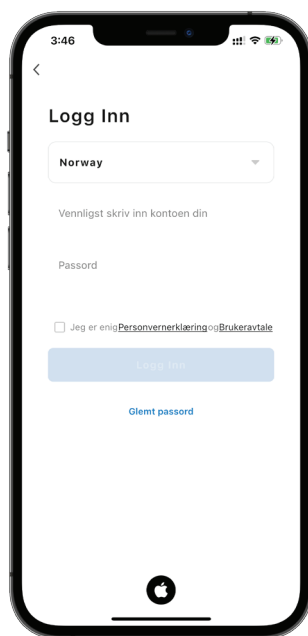 3:46
Logg Inn
Norway
Vennligst skriv inn kontoen din
Passord
Jeg er enigPersonvernerklæringogBrukeravtale
Logg Inn
Glemt passord